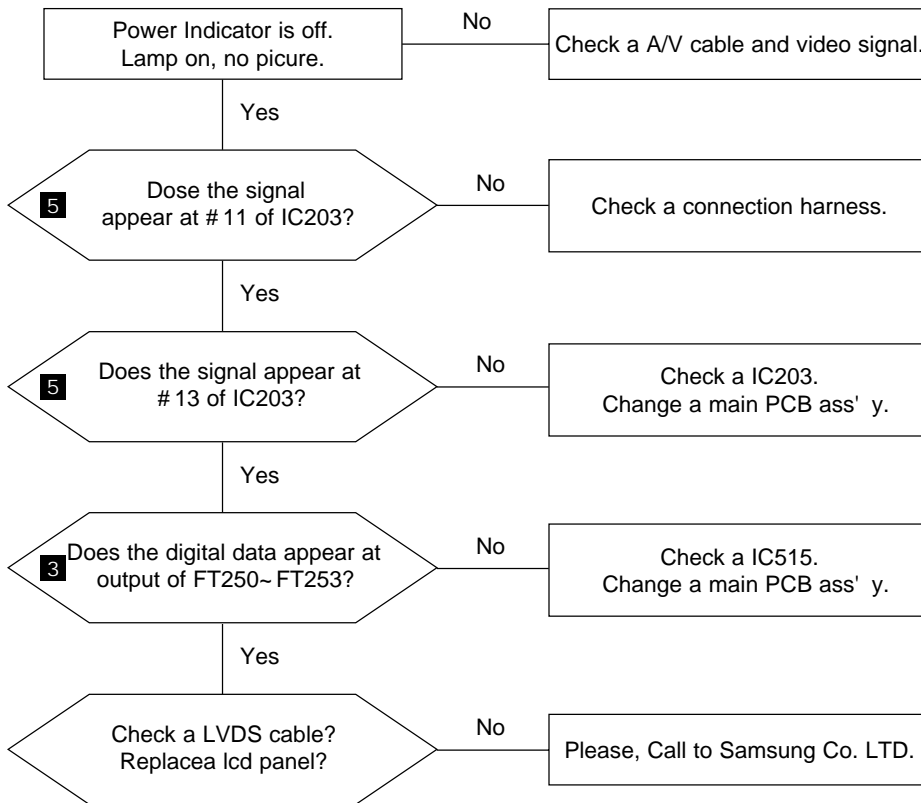 Power Indicator is off.
Lamp on, no picure.
No
Check a A/V cable and video signal.
Yes
5
Dose the signal
appear at #11 of IC203?
No
Check a connection harness.
Yes
5
Does the signal appear at
#13 of IC203?
No
Check a IC203.
Change a main PCB ass' y.
Yes
3
Does the digital data appear at
output of FT250~FT253?
No
Check a IC515.
Change a main PCB ass' y.
Yes
Check a LVDS cable?
Replacea lcd panel?
No
Please, Call to Samsung Co. LTD.